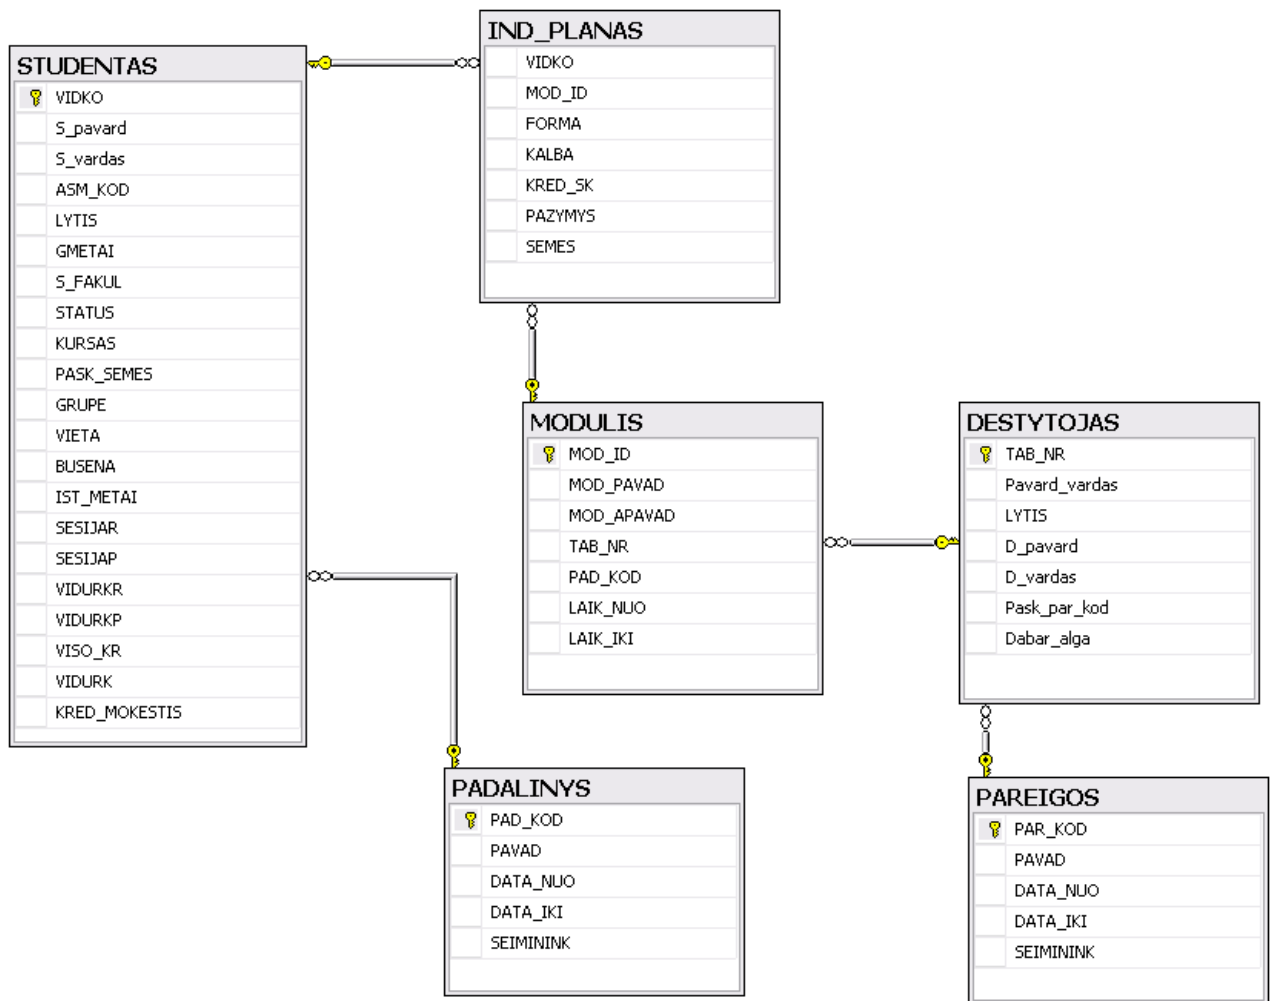 STUDENTAS
VIDKO
S_pavard
S_vardas
ASM_KOD
LYTIS
GMETAI
S_FAKUL
STATUS
KURSAS
PASK_SEMES
GRUPE
VIETA
BUSENA
IST_METAI
SESIJAR
SESIJAP
VIDURKR
VIDURKP
VISO_KR
VIDURK
KRED_MOKESTIS
IND_PLANAS
VIDKO
MOD_ID
FORMA
KALBA
KRED_SK
PAZYMYS
SEMES
MODULIS
MOD_ID
MOD_PAVAD
MOD_APAVAD
TAB_NR
PAD_KOD
LAIK_NUO
LAIK_IKI
DESTYTOJAS
TAB_NR
Pavard_vardas
LYTIS
D_pavard
D_vardas
Pask_par_kod
Dabar_alga
PADALINYS
PAD_KOD
PAVAD
DATA_NUO
DATA_IKI
SEIMININK
PAREIGOS
PAR_KOD
PAVAD
DATA_NUO
DATA_IKI
SEIMININK